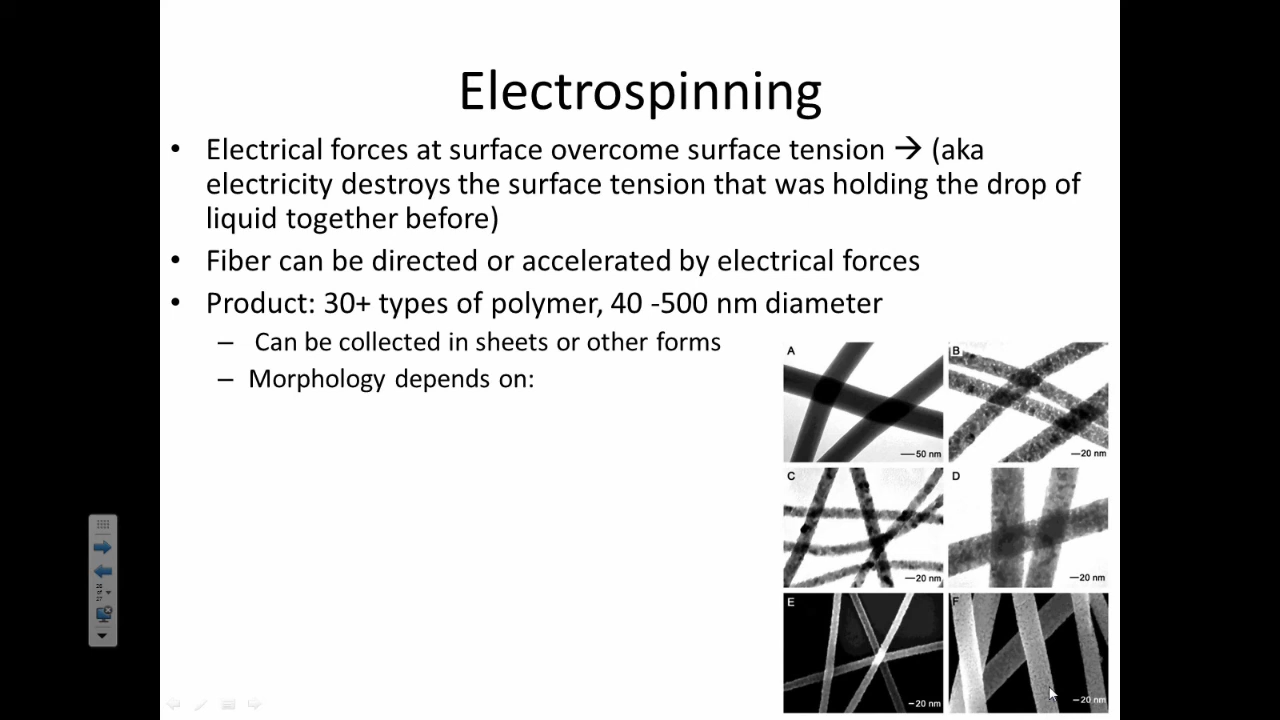 Electrospinning
• Electrical forces at surface overcome surface tension → (aka
electricity destroys the surface tension that was holding the drop of
liquid together before)
• Fiber can be directed or accelerated by electrical forces
• Product: 30+ types of polymer, 40 -500 nm diameter
– Can be collected in sheets or other forms
– Morphology depends on:
A
50 nm
B
20 nm
C
20 nm
D
20 nm
E
20 nm
F
20 nm